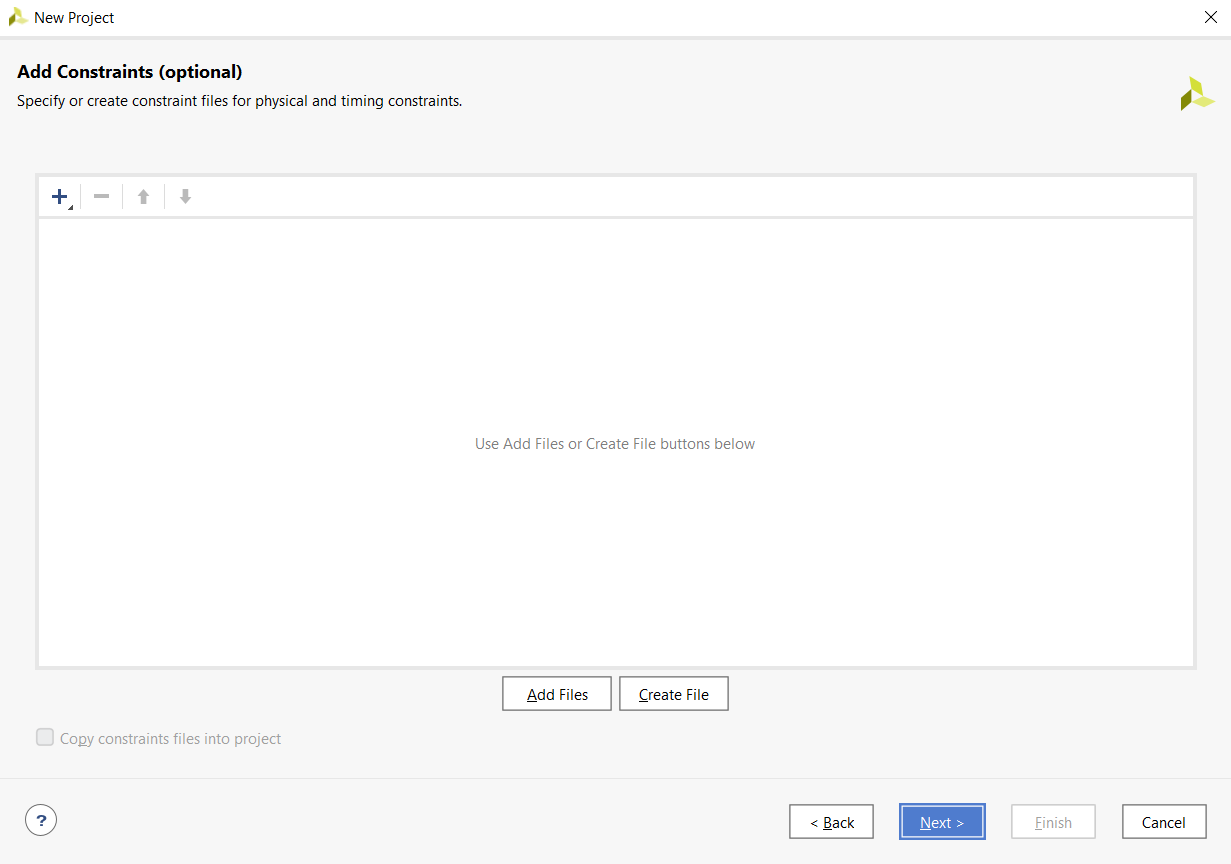 New Project
Add Constraints (optional)
Specify or create constraint files for physical and timing constraints.
Use Add Files or Create File buttons below
Add Files
Create File
Copy constraints files into project
?
< Back
Next >
Finish
Cancel